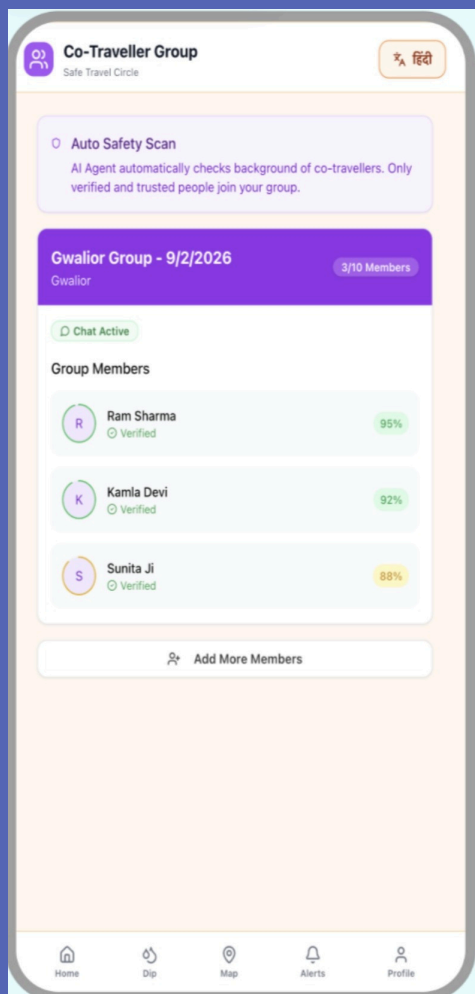 Co-Traveller Group
Safe Travel Circle
हिंदी
Auto Safety Scan
AI Agent automatically checks background of co-travellers. Only
verified and trusted people join your group.
Gwalior Group - 9/2/2026
Gwalior
3/10 Members
Chat Active
Group Members
R
Ram Sharma
Verified
95%
K
Kamla Devi
Verified
92%
S
Sunita Ji
Verified
88%
Add More Members
Home Dip Map Alerts Profile